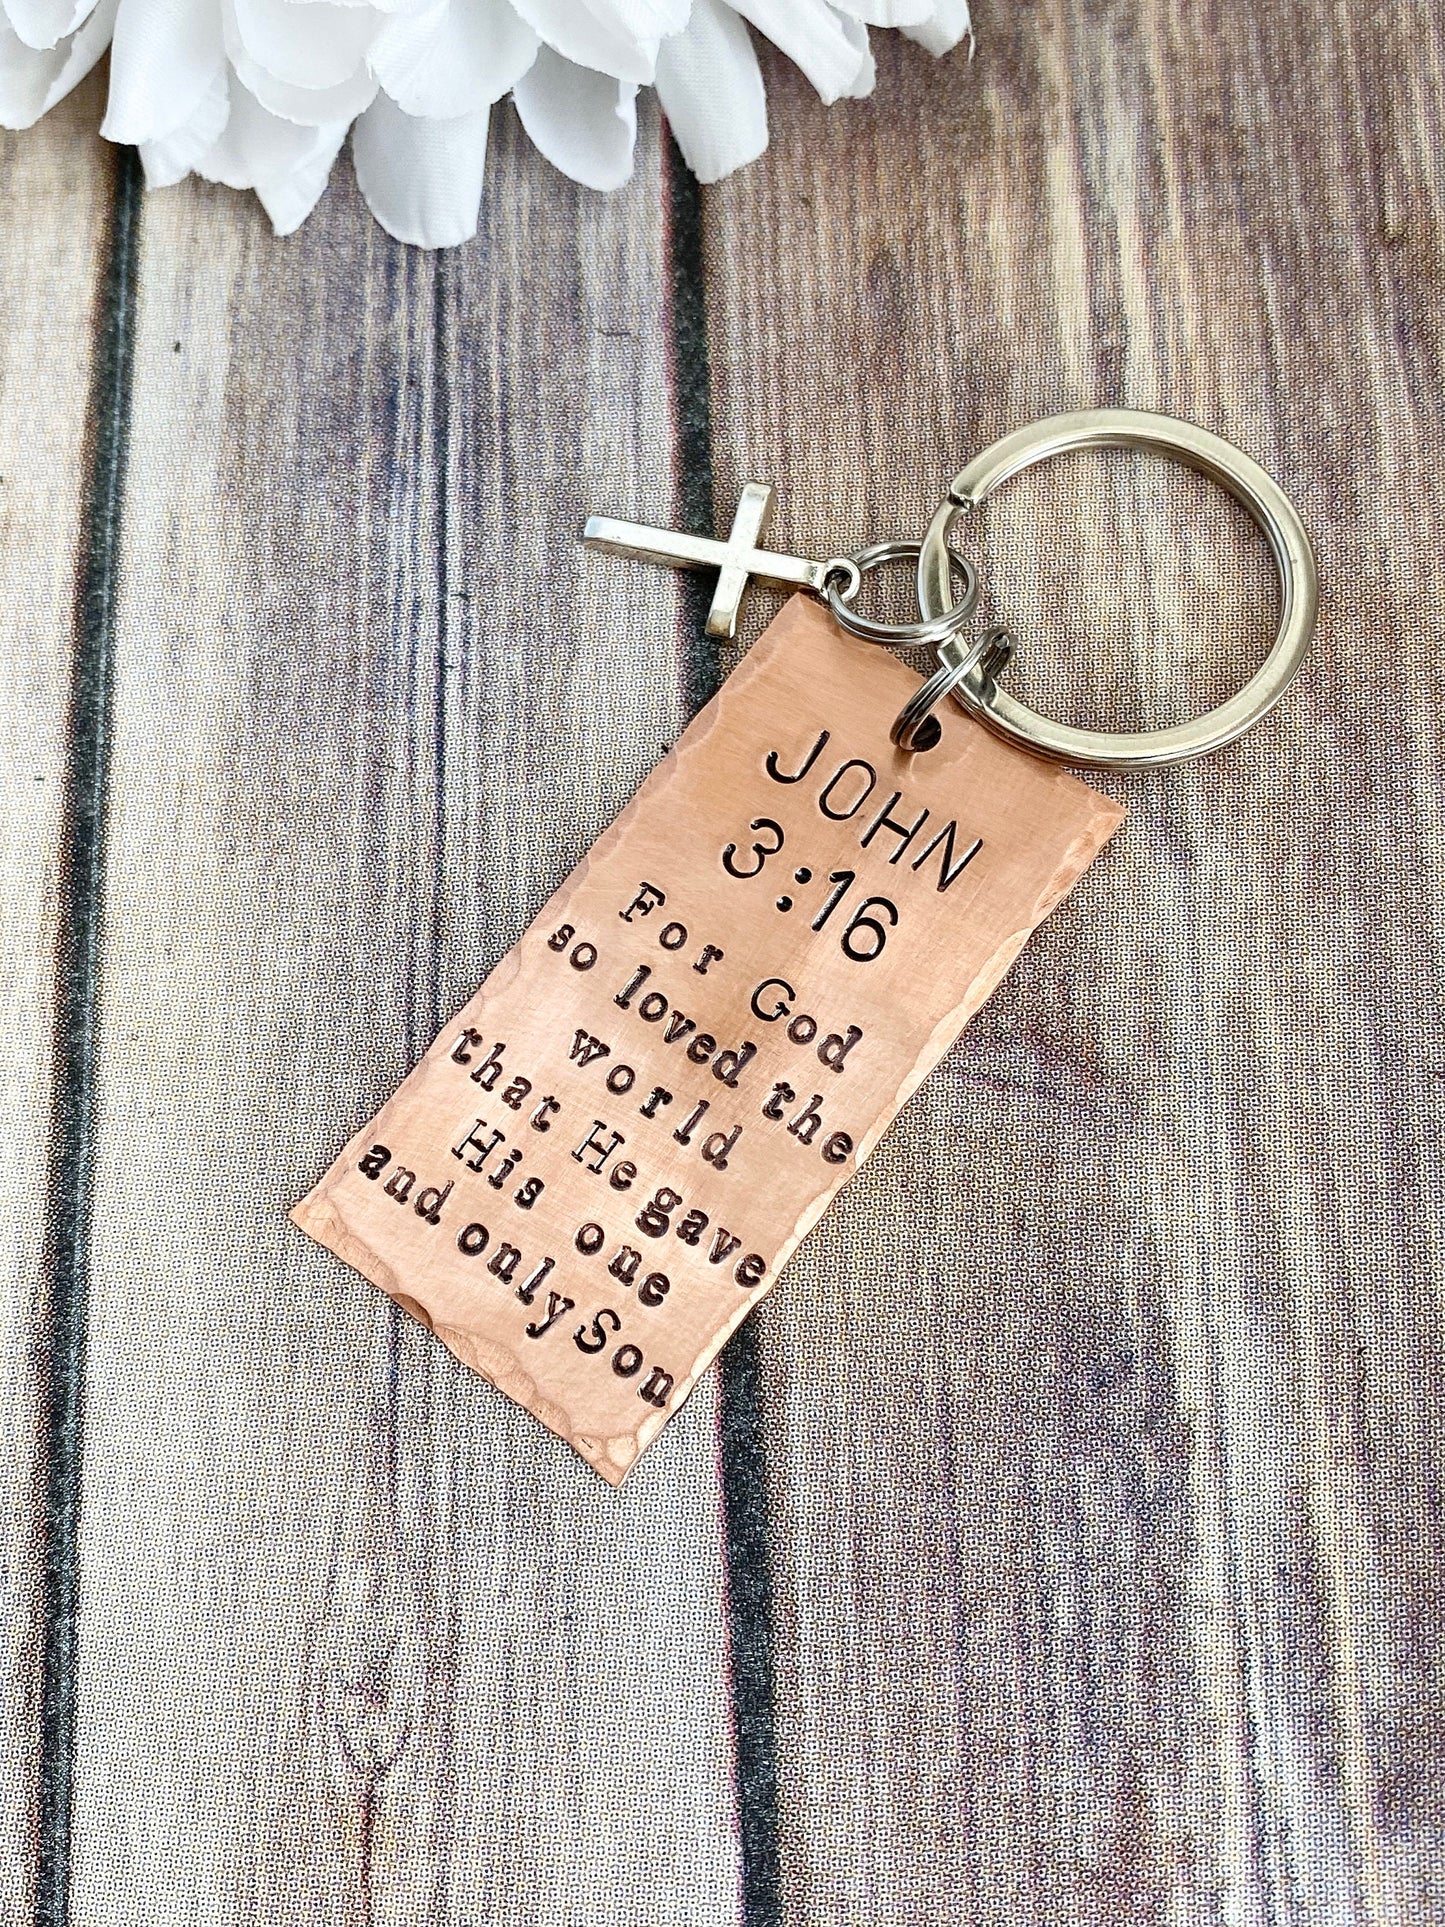 JOHN
3:16
For God
so loved the
world
that He gave
His one
and only Son